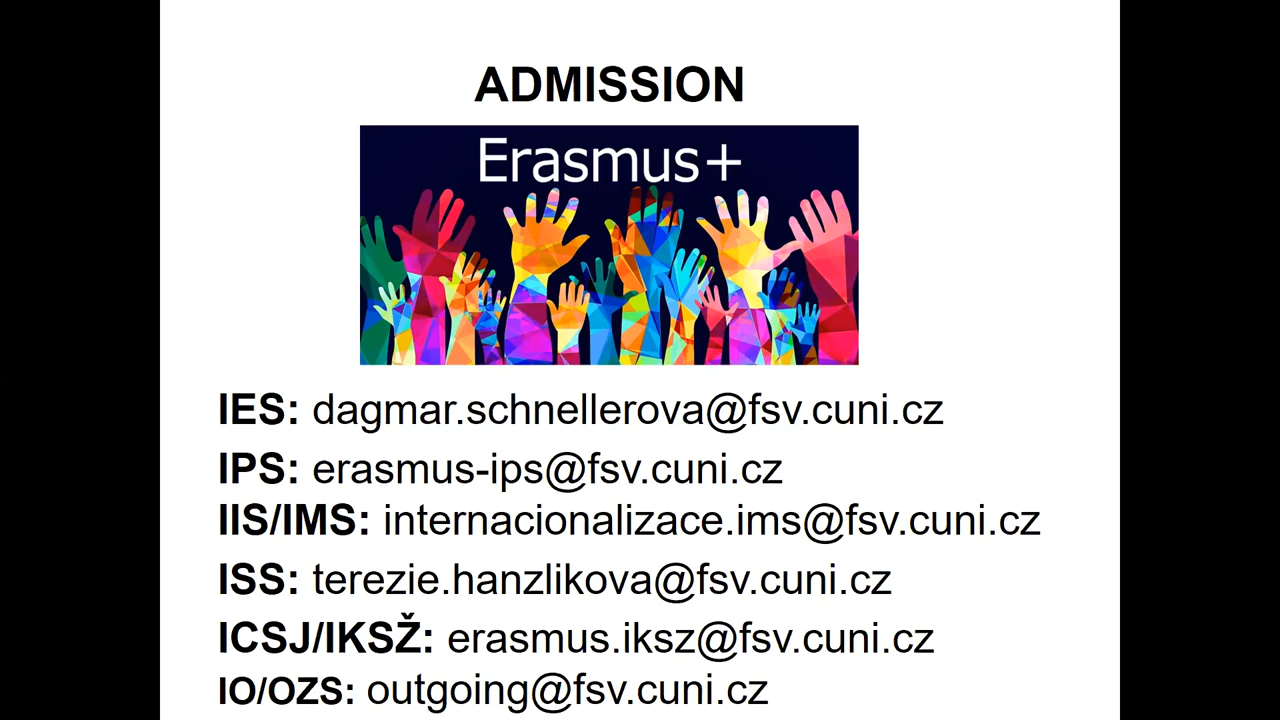 ADMISSION
Erasmus+
IES: dagmar.schnellerova@fsv.cuni.cz
IPS: erasmus-ips@fsv.cuni.cz
IIS/IMS: internacionalizace.ims@fsv.cuni.cz
ISS: terezie.hanzlikova@fsv.cuni.cz
ICSJ/IKSŽ: erasmus.iksz@fsv.cuni.cz
IO/OZS: outgoing@fsv.cuni.cz